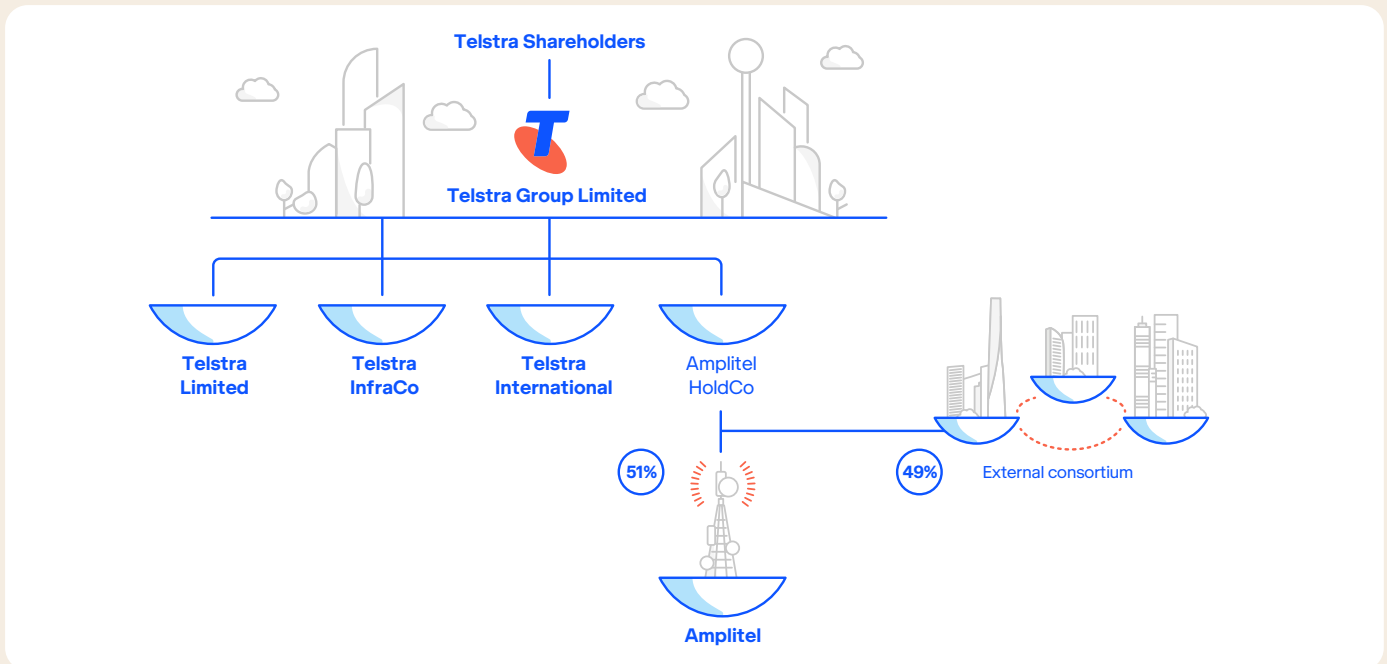 Telstra Shareholders
T
Telstra Group Limited
Telstra
Limited
Telstra
InfraCo
Telstra
International
Amplitel
HoldCo
51%
49%
External consortium
Amplitel